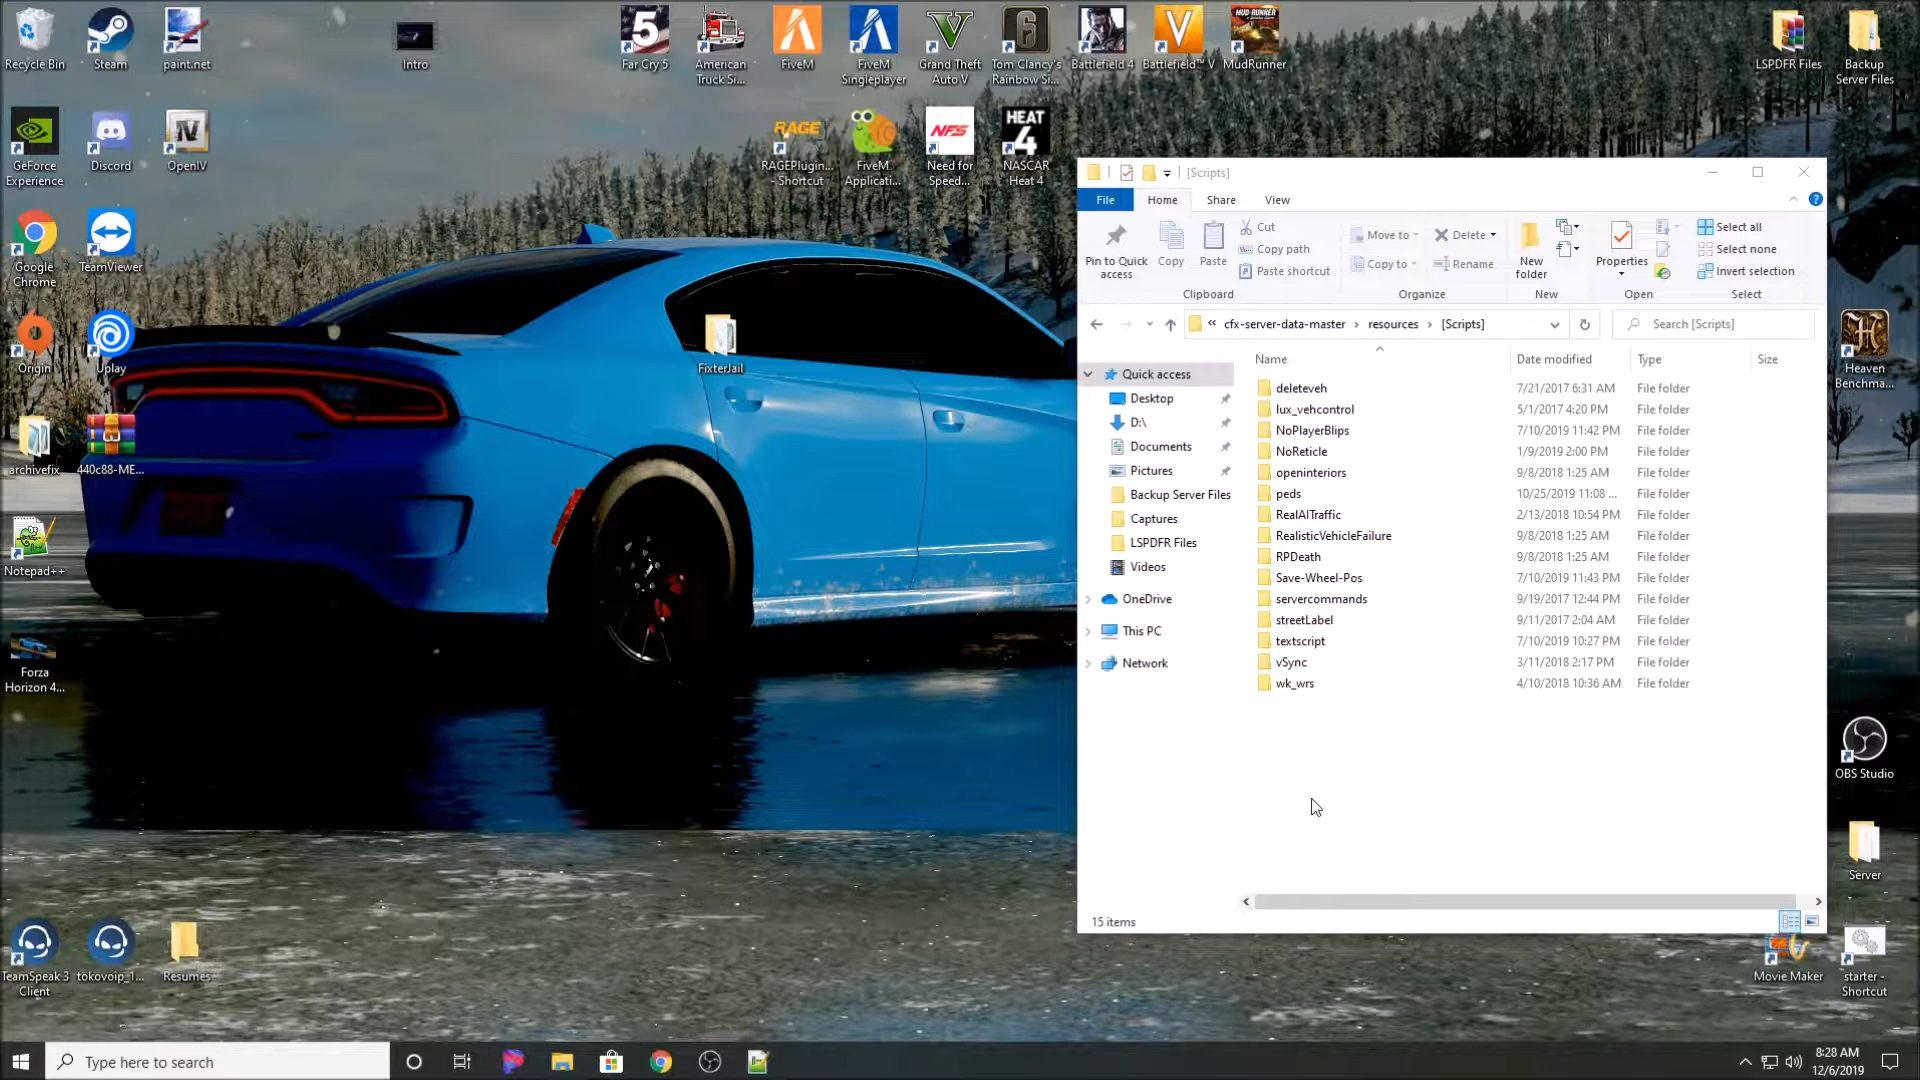 Recycle Bin
Steam
paint.net
Intro
5
Far Cry 5
American
Truck Si...
FiveM
FiveM
Singleplayer
Grand Theft
Auto V
6
Tom Clancy's
Rainbow Si...
Battlefield 4
Battlefield™ V
MUD-RUNNER
MudRunner
LSPDFR Files
Backup
Server Files
GeForce
Experience
Discord
IV
OpenIV
RAGE
RAGEPlugin...
- Shortcut
FiveM
Applicati...
NFS
Need for
Speed...
HEAT
4
NASCAR
Heat 4
Google
Chrome
TeamViewer
Origin
Uplay
FixterJail
archivefix
440c88-ME...
Notepad++
Forza
Horizon 4...
TeamSpeak 3
Client
tokovoip_1...
Resumes
[Scripts]
File
Home
Share
View
Pin to Quick
access
Copy
Paste
Cut
Copy path
Paste shortcut
Clipboard
Move to
Copy to
Delete
Rename
Organize
New
folder
New
Properties
Open
Select all
Select none
Invert selection
Select
« cfx-server-data-master › resources › [Scripts]
Search [Scripts]
Quick access
Desktop
D:\
Documents
Pictures
Backup Server Files
Captures
LSPDFR Files
Videos
OneDrive
This PC
Network
Name Date modified Type Size
deleteveh 7/21/2017 6:31 AM File folder
lux_vehcontrol 5/1/2017 4:20 PM File folder
NoPlayerBlips 7/10/2019 11:42 PM File folder
NoReticle 1/9/2019 2:00 PM File folder
openinteriors 9/8/2018 1:25 AM File folder
peds 10/25/2019 11:08 ... File folder
RealAITraffic 2/13/2018 10:54 PM File folder
RealisticVehicleFailure 9/8/2018 1:25 AM File folder
RPDeath 9/8/2018 1:25 AM File folder
Save-Wheel-Pos 7/10/2019 11:43 PM File folder
servercommands 9/19/2017 12:44 PM File folder
streetLabel 9/11/2017 2:04 AM File folder
textscript 7/10/2019 10:27 PM File folder
vSync 3/11/2018 2:17 PM File folder
wk_wrs 4/10/2018 10:36 AM File folder
15 items
Heaven
Benchma...
OBS Studio
Server
Movie Maker
starter -
Shortcut
Type here to search
8:28 AM
12/6/2019